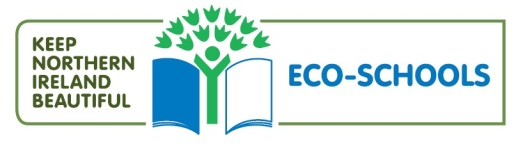 KEEP
NORTHERN
IRELAND
BEAUTIFUL
ECO-SCHOOLS